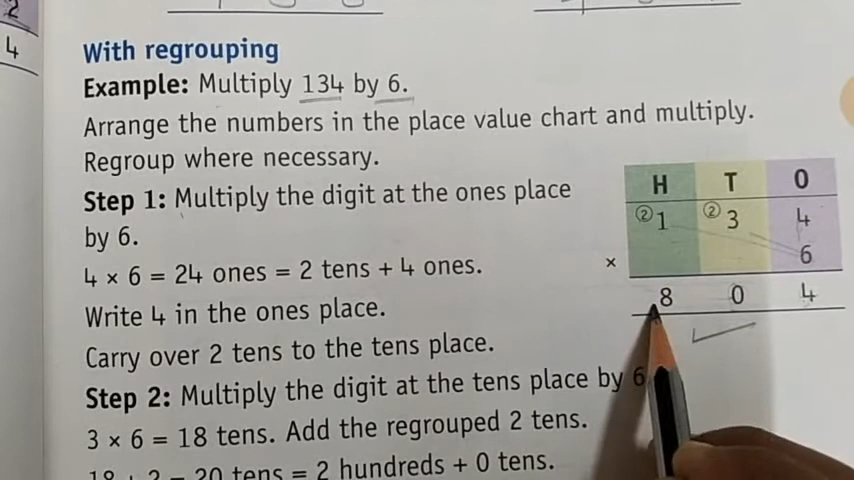 2
4
With regrouping
Example: Multiply 134 by 6.
Arrange the numbers in the place value chart and multiply.
Regroup where necessary.
Step 1: Multiply the digit at the ones place
by 6.
4 × 6 = 24 ones = 2 tens + 4 ones.
Write 4 in the ones place.
Carry over 2 tens to the tens place.
Step 2: Multiply the digit at the tens place by 6
3 × 6 = 18 tens. Add the regrouped 2 tens.
18 + 2 = 20 tens = 2 hundreds + 0 tens.
H T O
②1 ②3 4
× 6
8 0 4